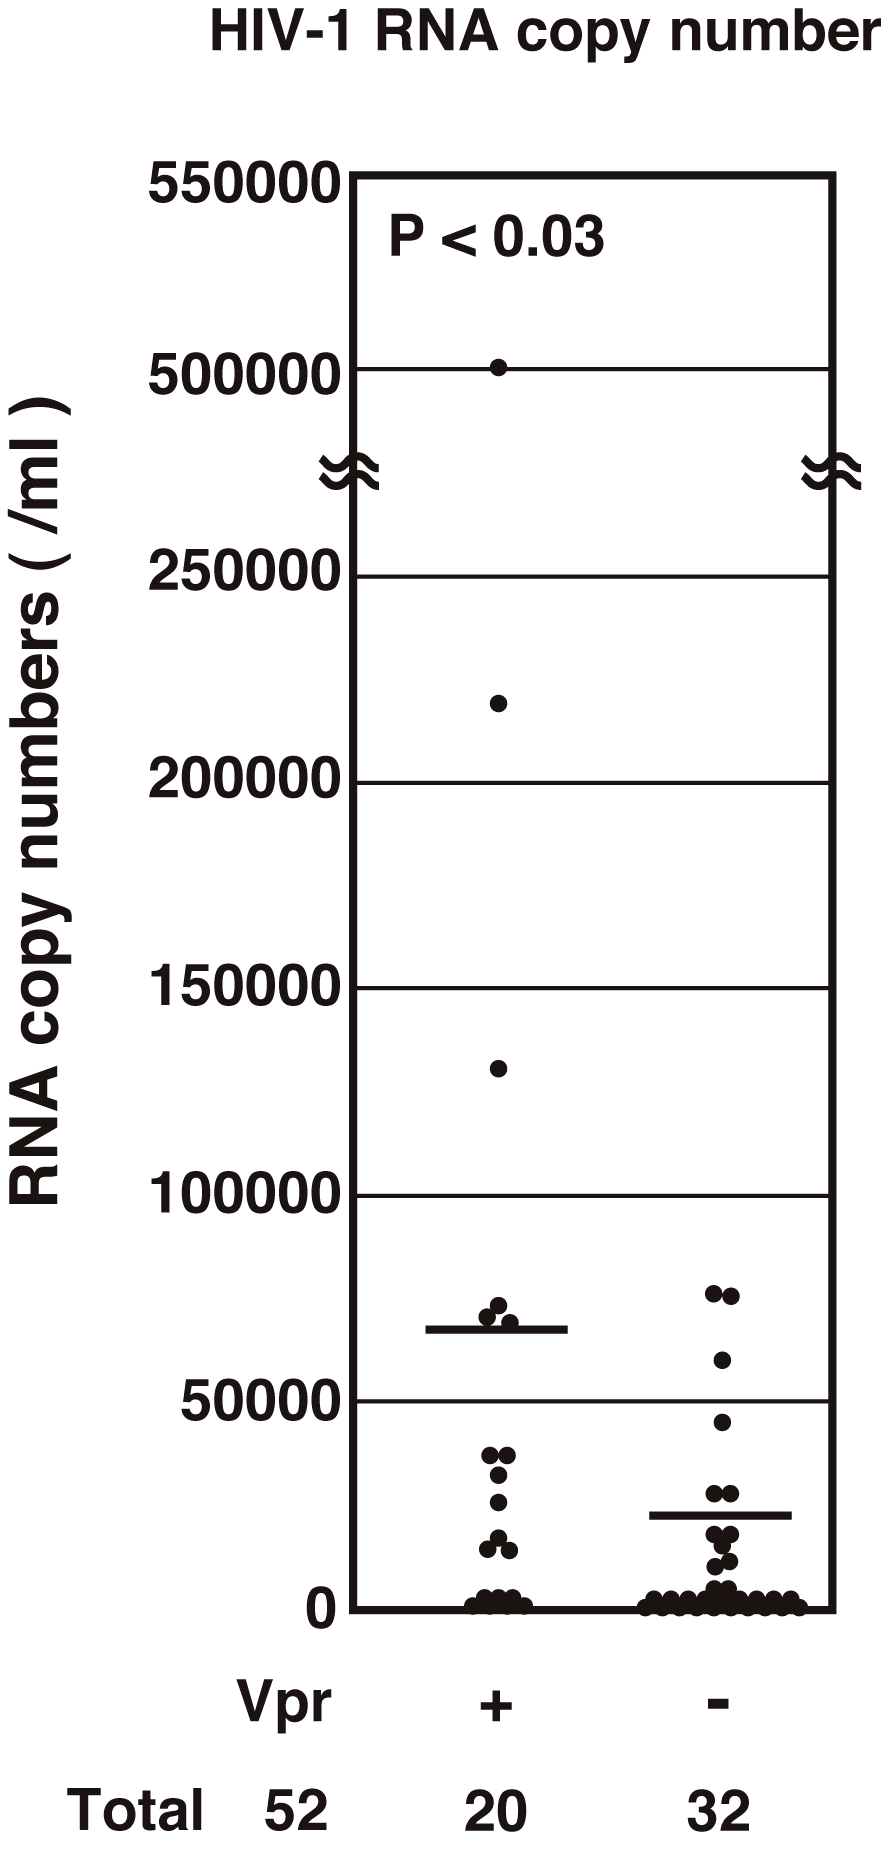 HIV-1 RNA copy number
RNA copy numbers ( /ml )
550000
P < 0.03
500000
250000
200000
150000
100000
50000
0
Vpr + -
Total 52 20 32